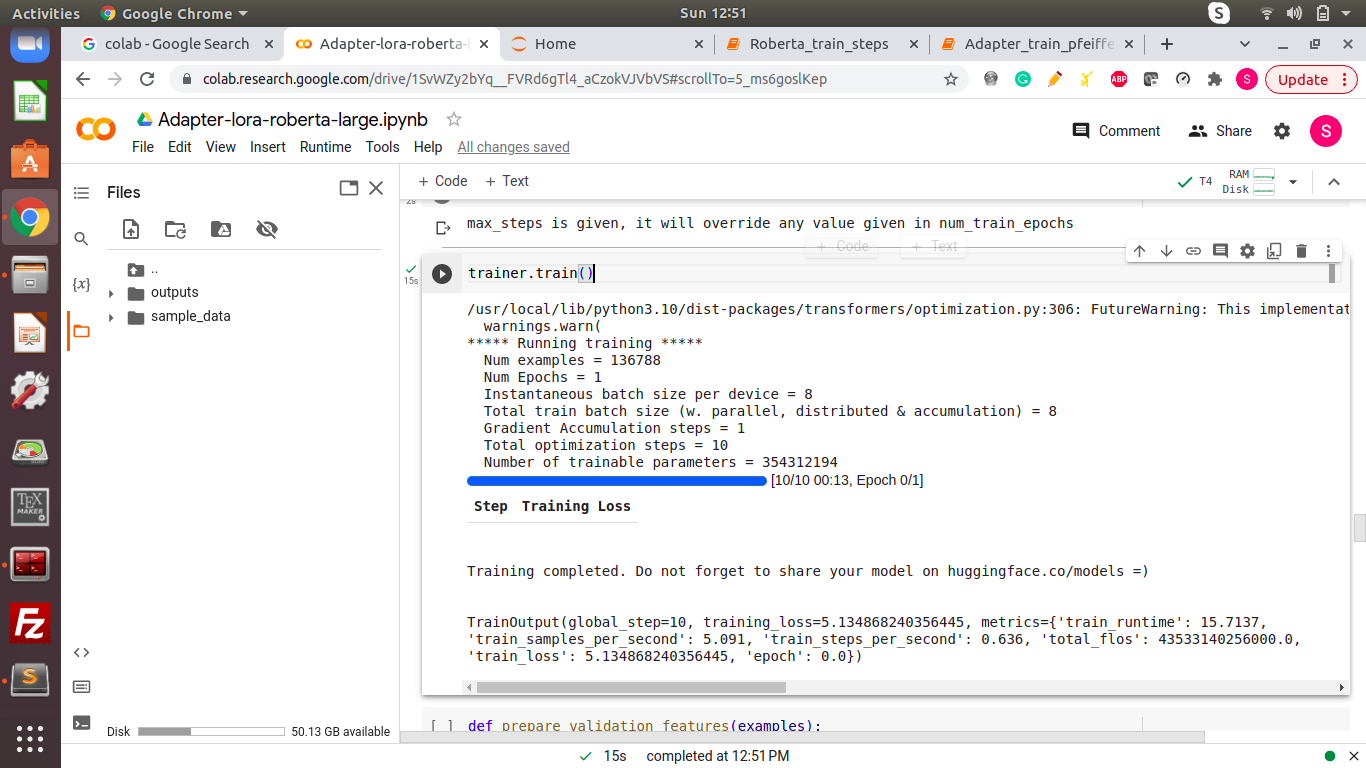 Activities
Google Chrome
Sun 12:51
colab - Google Search
Adapter-lora-roberta-l
Home
Roberta_train_steps
Adapter_train_pfeiffe
colab.research.google.com/drive/1SvWZy2bYq__FVRd6gTl4_aCzokVJVbVS#scrollTo=5_ms6goslKep
ABP
S
Update
Adapter-lora-roberta-large.ipynb
File Edit View Insert Runtime Tools Help All changes saved
Comment
Share
S
Files
+ Code + Text
T4
RAM
Disk
..
outputs
sample_data
{x}
2s
max_steps is given, it will override any value given in num_train_epochs
+ Code + Text
15s
trainer.train()
/usr/local/lib/python3.10/dist-packages/transformers/optimization.py:306: FutureWarning: This implementat
warnings.warn(
***** Running training *****
Num examples = 136788
Num Epochs = 1
Instantaneous batch size per device = 8
Total train batch size (w. parallel, distributed & accumulation) = 8
Gradient Accumulation steps = 1
Total optimization steps = 10
Number of trainable parameters = 354312194
[10/10 00:13, Epoch 0/1]
Step Training Loss
Training completed. Do not forget to share your model on huggingface.co/models =)
TrainOutput(global_step=10, training_loss=5.134868240356445, metrics={'train_runtime': 15.7137,
'train_samples_per_second': 5.091, 'train_steps_per_second': 0.636, 'total_flos': 43533140256000.0,
'train_loss': 5.134868240356445, 'epoch': 0.0})
[ ] def prepare_validation_features(examples):
Disk
50.13 GB available
15s completed at 12:51 PM
TEX
MAKER
Fz
S